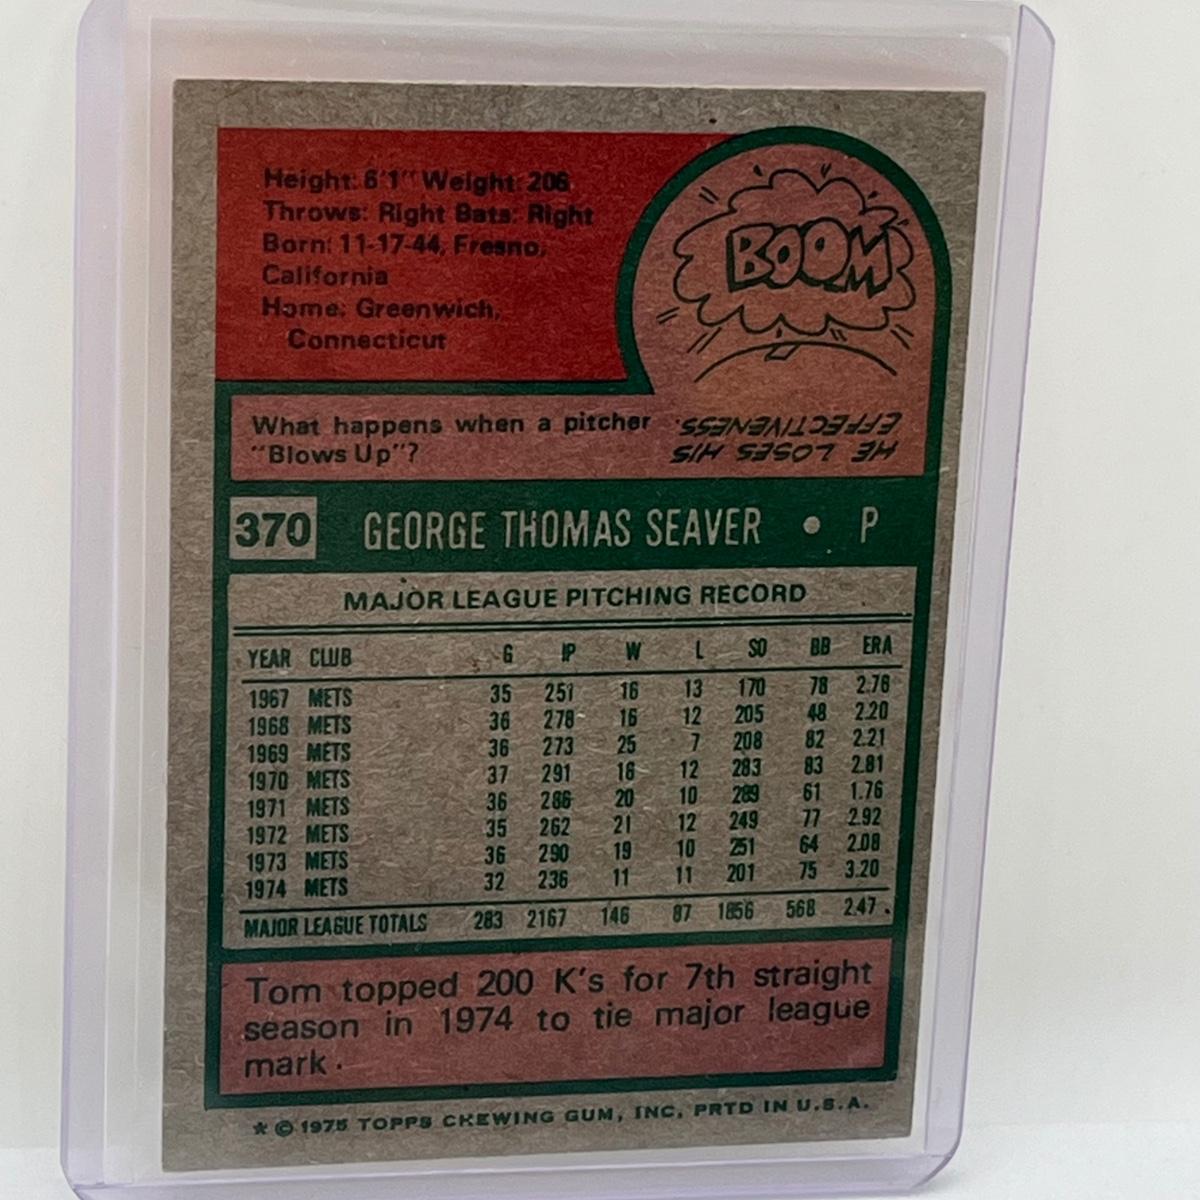 Height: 6'1" Weight: 206
Throws: Right Bats: Right
Born: 11-17-44, Fresno,
California
Home: Greenwich,
Connecticut
BOOM
What happens when a pitcher
"Blows Up"?
HE LOSES HIS
EFFECTIVENESS.
370 GEORGE THOMAS SEAVER • P
MAJOR LEAGUE PITCHING RECORD
YEAR CLUB G IP W L SO BB ERA
1967 METS 35 251 16 13 170 78 2.76
1968 METS 36 278 16 12 205 48 2.20
1969 METS 36 273 25 7 208 82 2.21
1970 METS 37 291 18 12 283 83 2.81
1971 METS 36 286 20 10 289 61 1.76
1972 METS 35 262 21 12 249 77 2.92
1973 METS 36 290 19 10 251 64 2.08
1974 METS 32 236 11 11 201 75 3.20
MAJOR LEAGUE TOTALS 283 2167 146 87 1856 568 2.47
Tom topped 200 K's for 7th straight
season in 1974 to tie major league
mark.
* © 1975 TOPPS CHEWING GUM, INC. PRTD IN U.S.A.